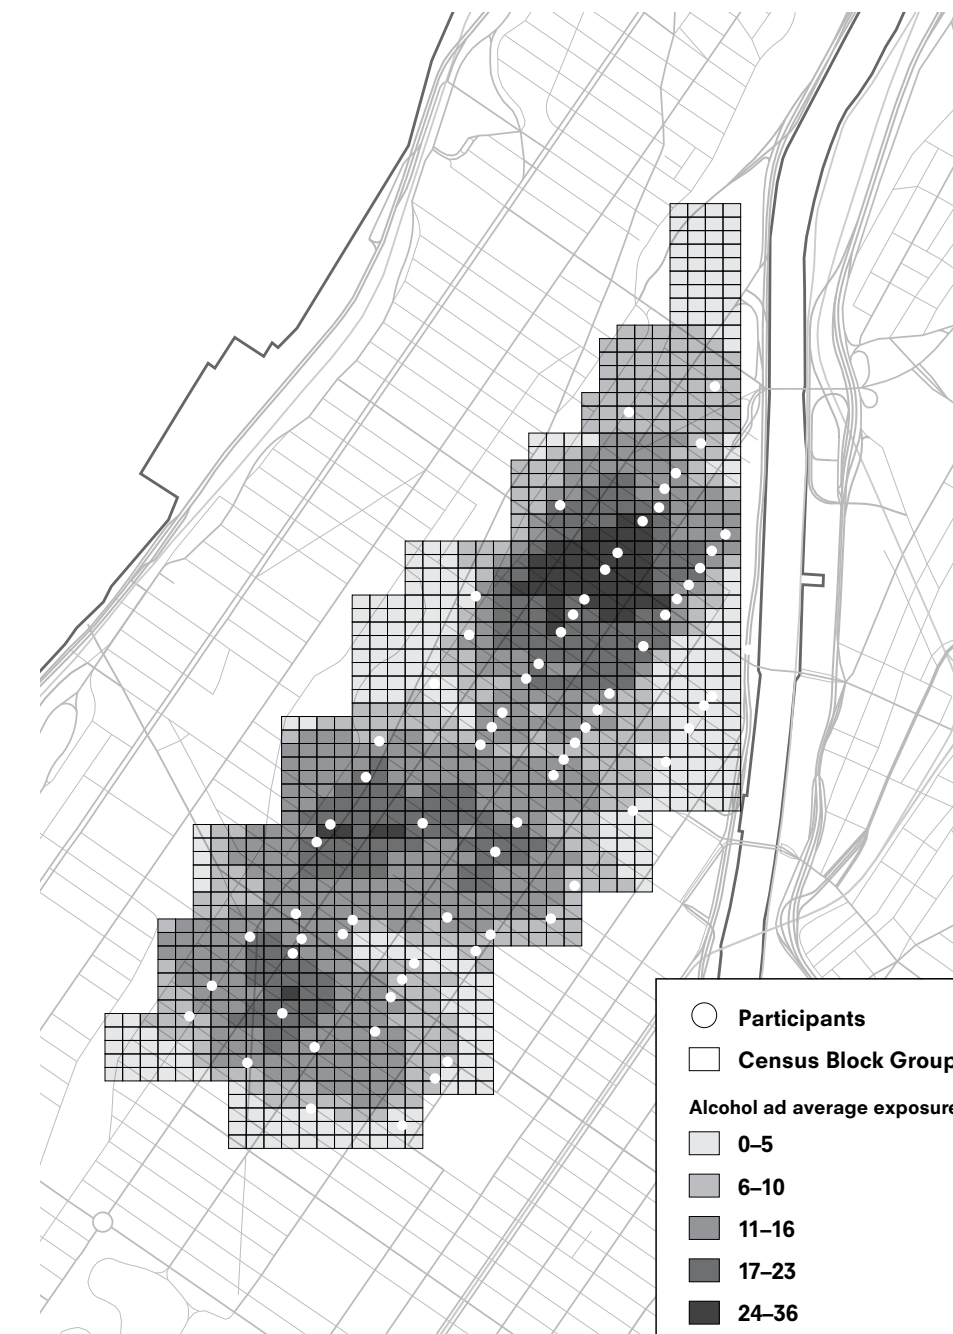 Participants
Census Block Group
Alcohol ad average exposure
0–5
6–10
11–16
17–23
24–36